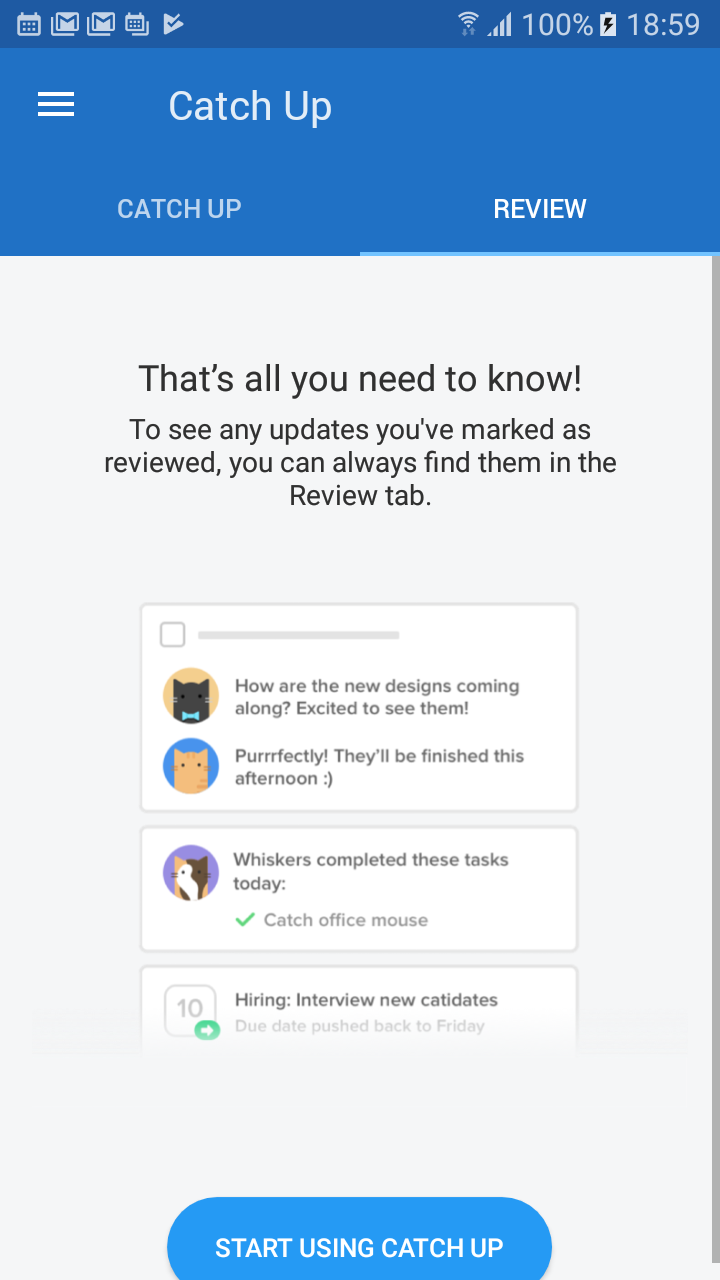 100% 18:59
Catch Up
CATCH UP
REVIEW
That’s all you need to know!
To see any updates you've marked as
reviewed, you can always find them in the
Review tab.
How are the new designs coming
along? Excited to see them!
Purrrfectly! They’ll be finished this
afternoon :)
Whiskers completed these tasks
today:
Catch office mouse
10
Hiring: Interview new catidates
Due date pushed back to Friday
START USING CATCH UP